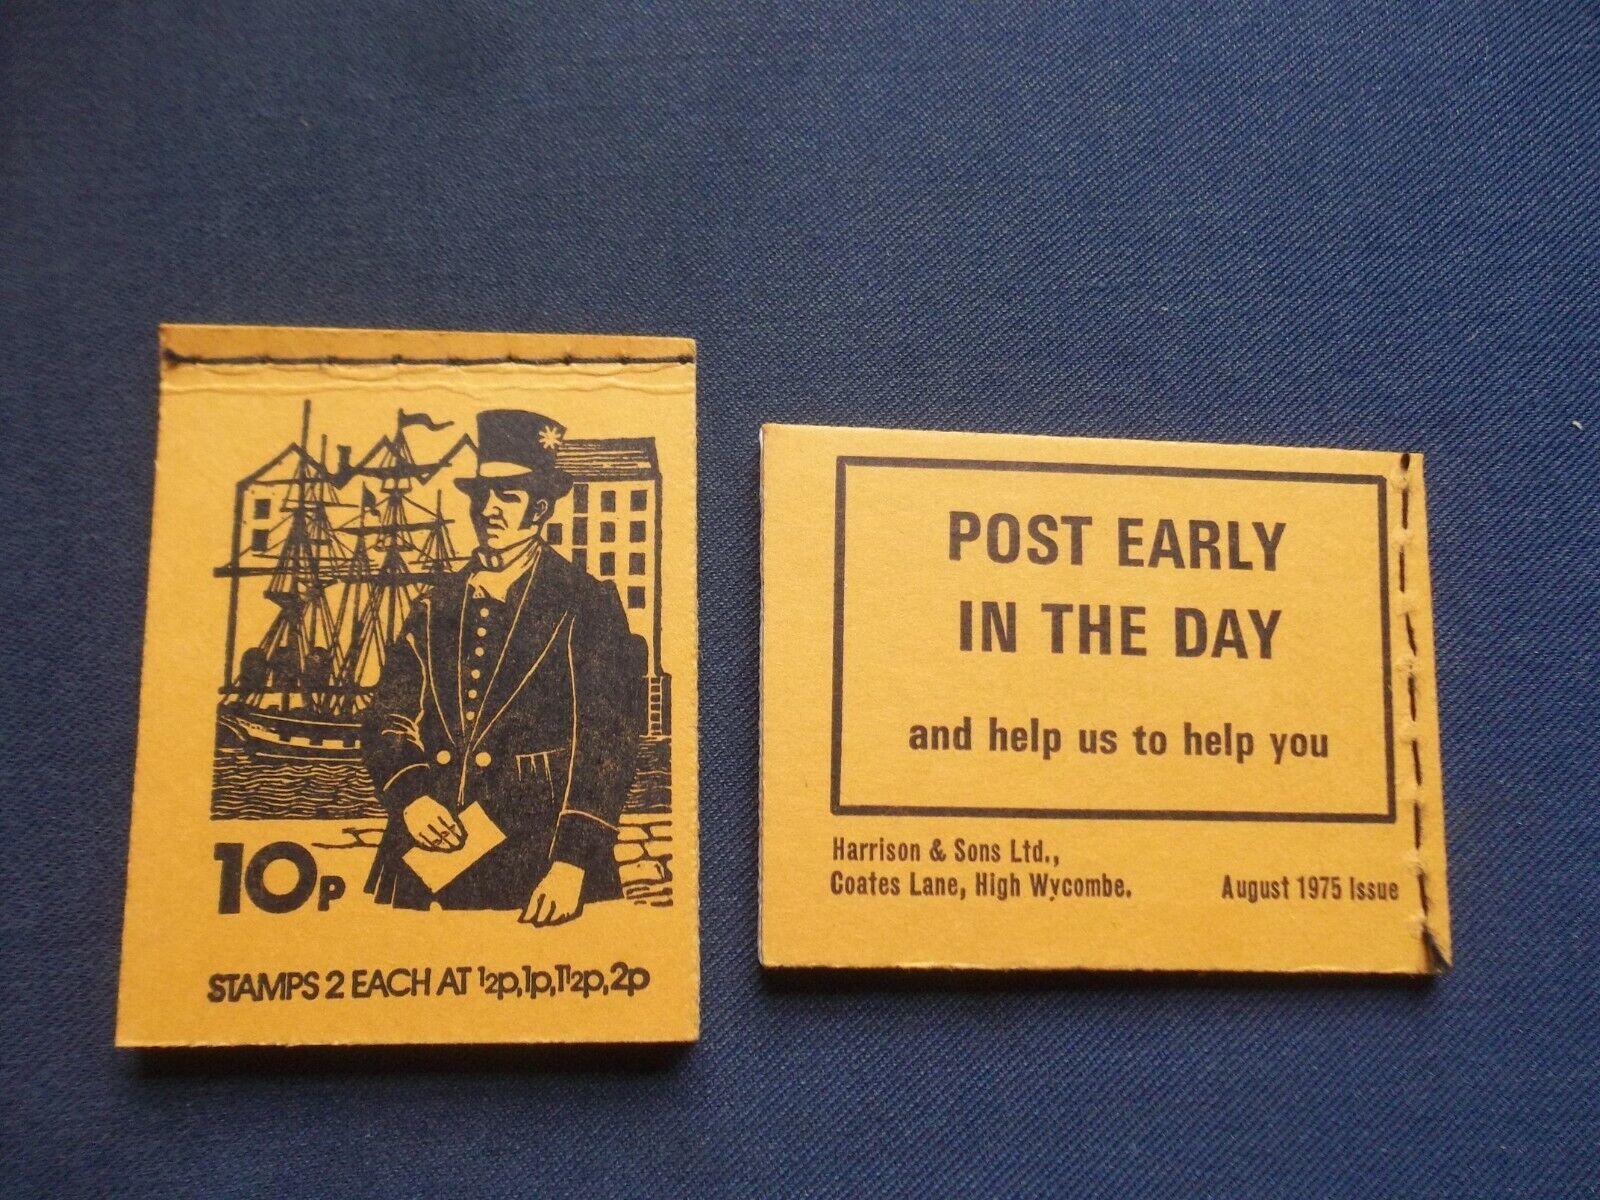 10P
STAMPS 2 EACH AT ½p, 1p, 1½p, 2p
POST EARLY
IN THE DAY
and help us to help you
Harrison & Sons Ltd.,
Coates Lane, High Wycombe.
August 1975 Issue